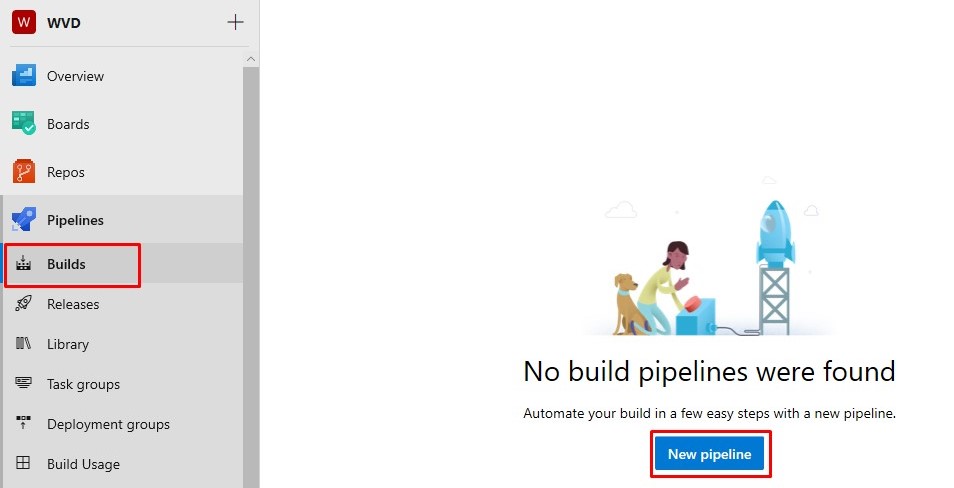 W WVD
Overview
Boards
Repos
Pipelines
Builds
Releases
Library
Task groups
Deployment groups
Build Usage
No build pipelines were found
Automate your build in a few easy steps with a new pipeline.
New pipeline